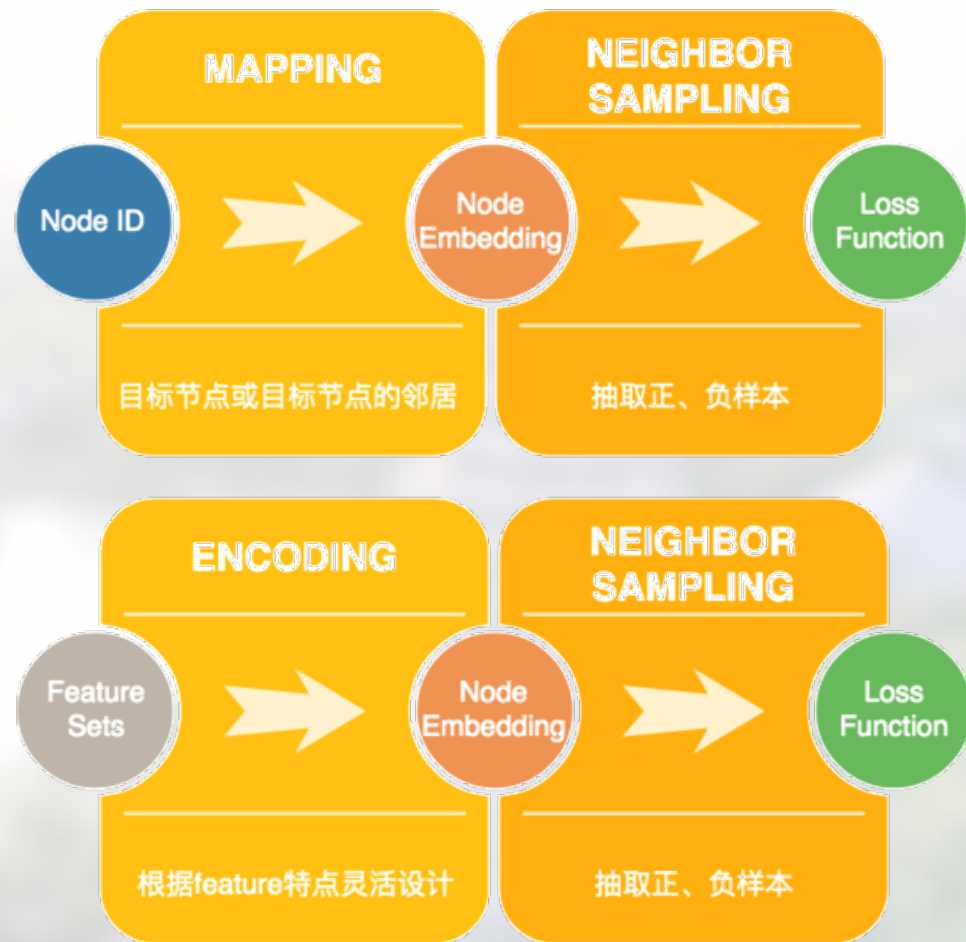 MAPPING
NEIGHBOR
SAMPLING
Node ID
Node
Embedding
Loss
Function
目标节点或目标节点的邻居
抽取正、负样本
ENCODING
NEIGHBOR
SAMPLING
Feature
Sets
Node
Embedding
Loss
Function
根据feature特点灵活设计
抽取正、负样本